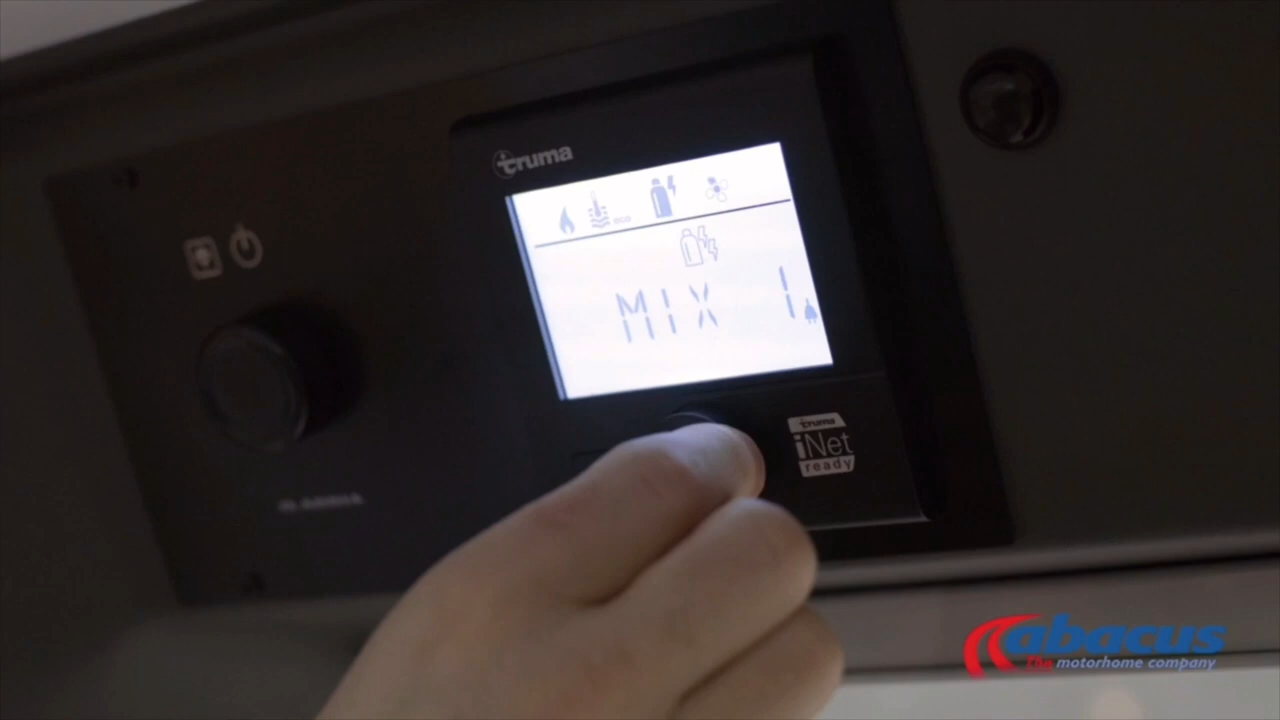 truma
eco
MIX 1
truma
iNet
ready
abacus
The motorhome company